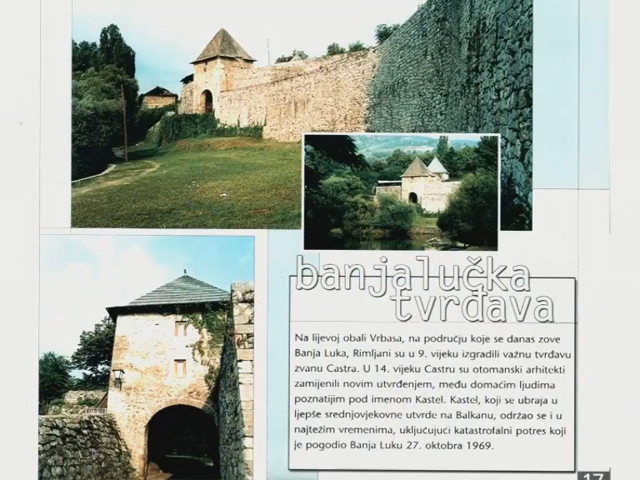 banjalučka
tvrđava
Na lijevoj obali Vrbasa, na području koje se danas zove
Banja Luka, Rimljani su u 9. vijeku izgradili važnu tvrđavu
zvanu Castra. U 14. vijeku Castru su otomanski arhitekti
zamijenili novim utvrđenjem, među domaćim ljudima
poznatijim pod imenom Kastel. Kastel, koji se ubraja u
ljepše srednjovjekovne utvrde na Balkanu, održao se i u
najtežim vremenima, uključujući katastrofalni potres koji
je pogodio Banja Luku 27. oktobra 1969.
17